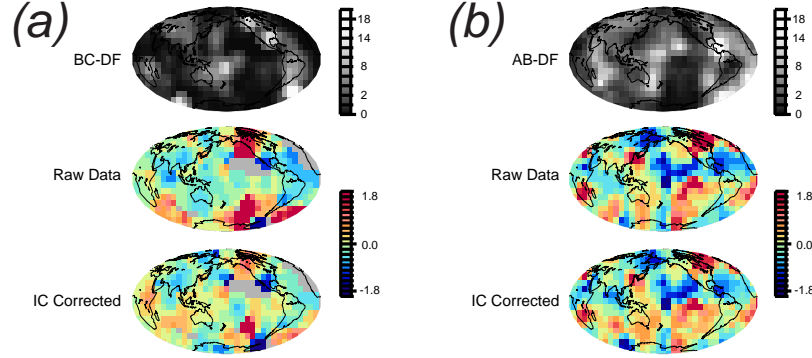 (a)
BC-DF
18
14
8
2
0
Raw Data
IC Corrected
1.8
0.0
-1.8
(b)
AB-DF
18
14
8
2
0
Raw Data
IC Corrected
1.8
0.0
-1.8